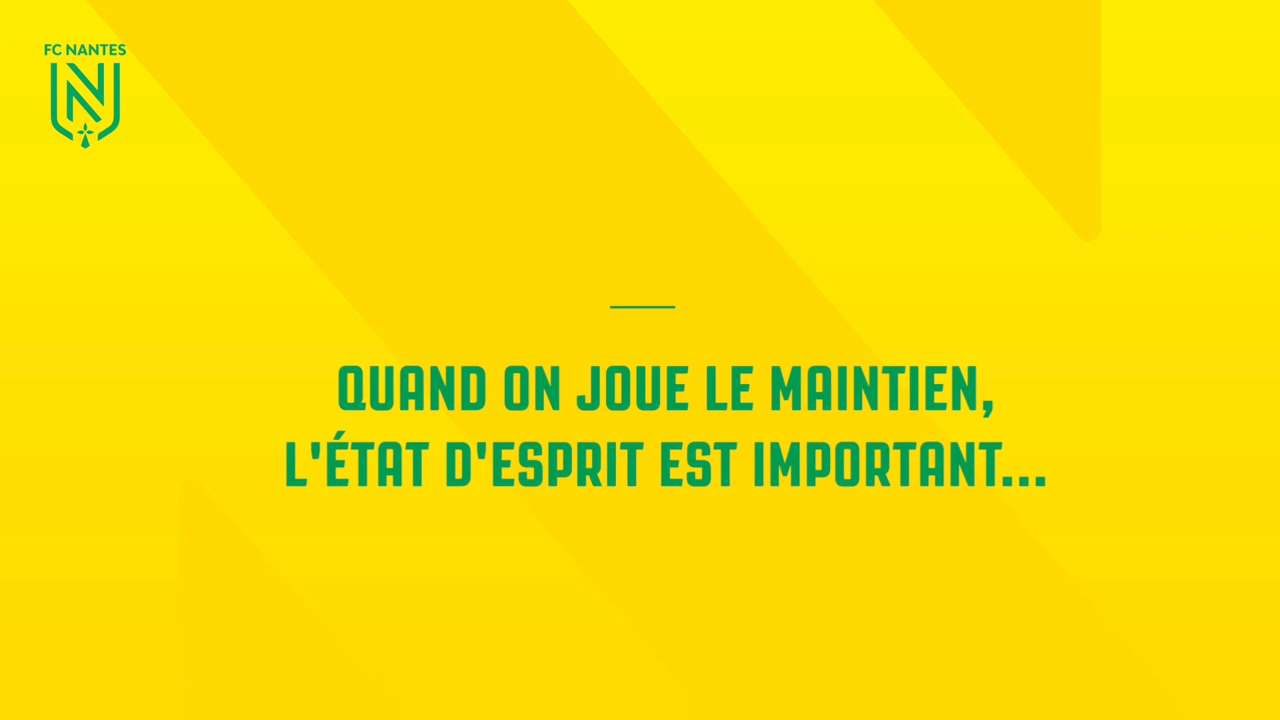 FC NANTES
QUAND ON JOUE LE MAINTIEN,
L'ÉTAT D'ESPRIT EST IMPORTANT...